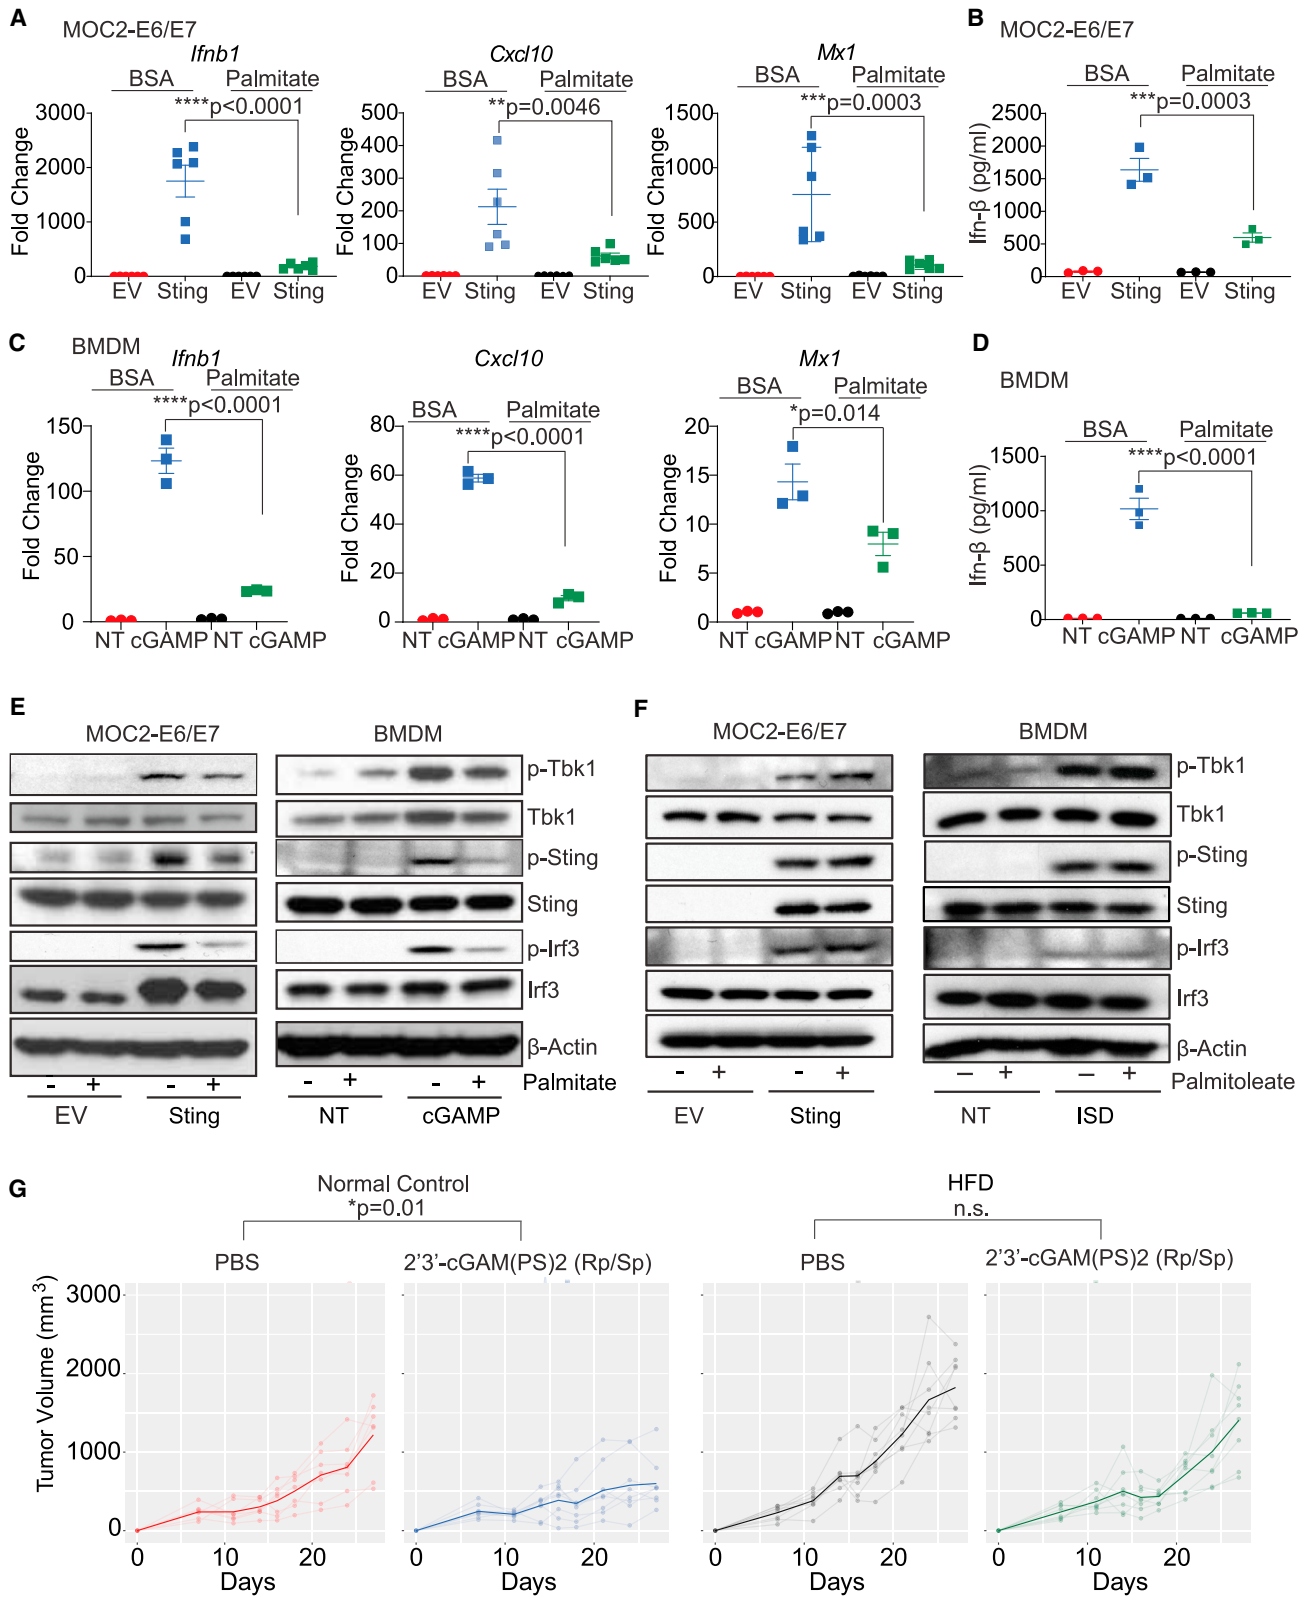 A
MOC2-E6/E7
Ifnb1
BSA
Palmitate
****p<0.0001
Fold Change
3000
2000
1000
0
EV Sting EV Sting
Cxcl10
BSA
Palmitate
**p=0.0046
Fold Change
500
400
300
200
100
0
EV Sting EV Sting
Mx1
BSA
Palmitate
***p=0.0003
Fold Change
1500
1000
500
0
EV Sting EV Sting
B
MOC2-E6/E7
BSA
Palmitate
***p=0.0003
Ifn-β (pg/ml)
2500
2000
1500
1000
500
0
EV Sting EV Sting
C
BMDM
Ifnb1
BSA
Palmitate
****p<0.0001
Fold Change
150
100
50
0
NT cGAMP NT cGAMP
Cxcl10
BSA
Palmitate
****p<0.0001
Fold Change
80
60
40
20
0
NT cGAMP NT cGAMP
Mx1
BSA
Palmitate
*p=0.014
Fold Change
20
15
10
5
0
NT cGAMP NT cGAMP
D
BMDM
BSA
Palmitate
****p<0.0001
Ifn-β (pg/ml)
1500
1000
500
0
NT cGAMP NT cGAMP
E
MOC2-E6/E7
BMDM
p-Tbk1
Tbk1
p-Sting
Sting
p-Irf3
Irf3
β-Actin
- + - + - + - + Palmitate
EV Sting NT cGAMP
F
MOC2-E6/E7
BMDM
p-Tbk1
Tbk1
p-Sting
Sting
p-Irf3
Irf3
β-Actin
- + - + – + – + Palmitoleate
EV Sting NT ISD
G
Normal Control
*p=0.01
PBS
2'3'-cGAM(PS)2 (Rp/Sp)
HFD
n.s.
PBS
2'3'-cGAM(PS)2 (Rp/Sp)
Tumor Volume (mm3)
3000
2000
1000
0
0 10 20
Days
0 10 20
Days
0 10 20
Days
0 10 20
Days